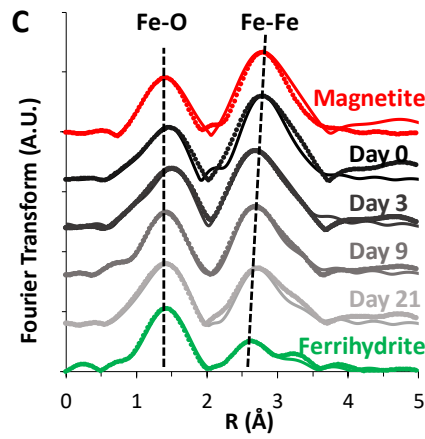 C
Fe-O Fe-Fe
Magnetite
Day 0
Day 3
Day 9
Day 21
Ferrihydrite
Fourier Transform (A.U.)
0 1 2 3 4 5
R (Å)